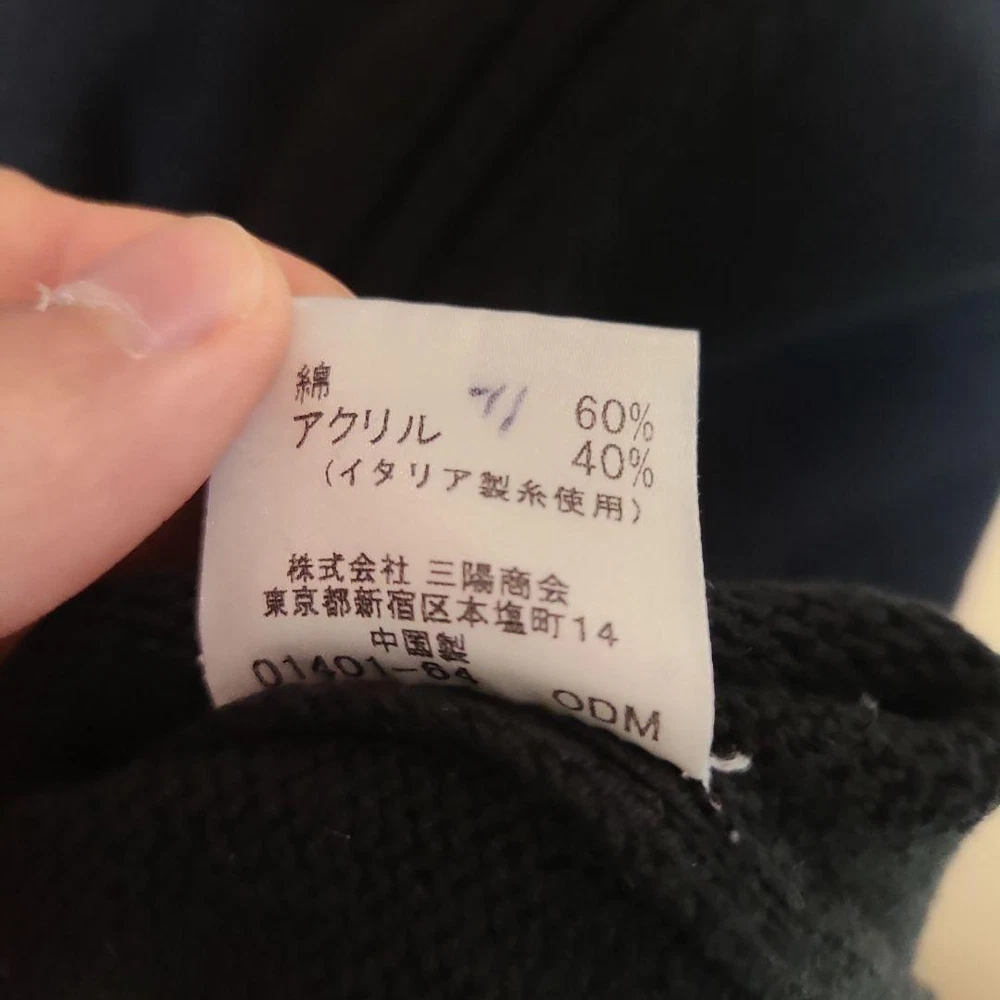 綿 60%
アクリル 40%
(イタリア製糸使用)
株式会社 三陽商会
東京都新宿区本塩町14
中国製
01401-64 ODM